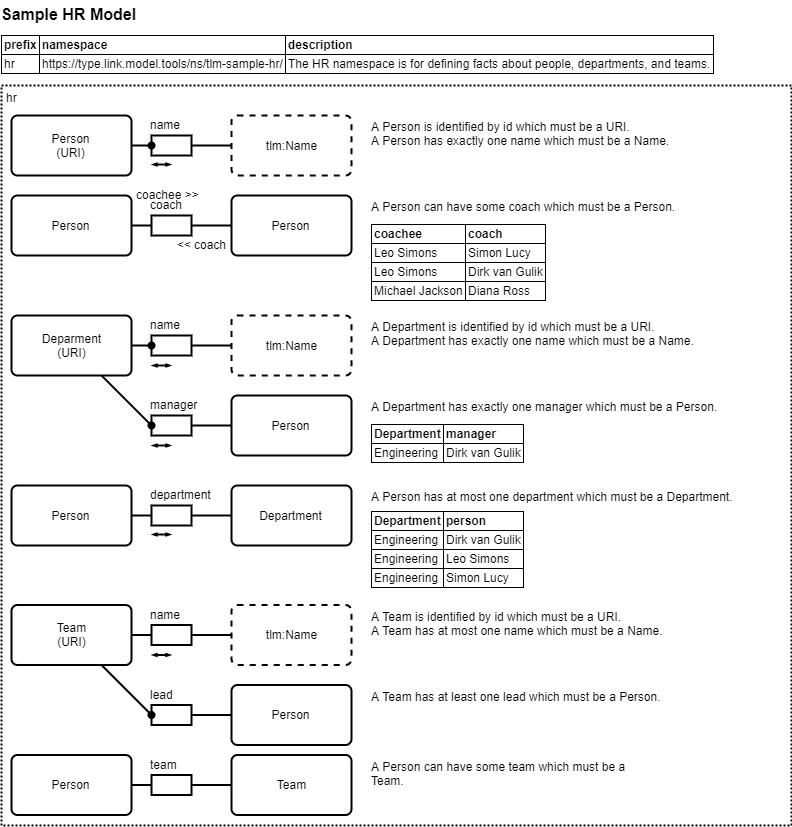 Sample HR Model
prefix namespace description
hr https://type.link.model.tools/ns/tlm-sample-hr/ The HR namespace is for defining facts about people, departments, and teams.
hr
Person
(URI)
name
tlm:Name
A Person is identified by id which must be a URI.
A Person has exactly one name which must be a Name.
Person
coachee >>
coach
<< coach
Person
A Person can have some coach which must be a Person.
coachee coach
Leo Simons Simon Lucy
Leo Simons Dirk van Gulik
Michael Jackson Diana Ross
Deparment
(URI)
name
tlm:Name
A Department is identified by id which must be a URI.
A Department has exactly one name which must be a Name.
manager
Person
A Department has exactly one manager which must be a Person.
Department manager
Engineering Dirk van Gulik
Person
department
Department
A Person has at most one department which must be a Department.
Department person
Engineering Dirk van Gulik
Engineering Leo Simons
Engineering Simon Lucy
Team
(URI)
name
tlm:Name
A Team is identified by id which must be a URI.
A Team has at most one name which must be a Name.
lead
Person
A Team has at least one lead which must be a Person.
Person
team
Team
A Person can have some team which must be a
Team.